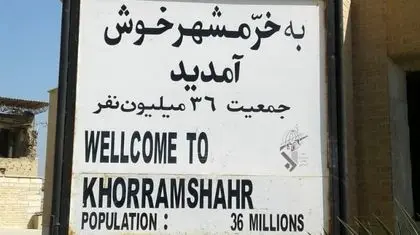 به خرّمشهر خوش
آمدید
جمعیت ۳۶ میلیون نفر
WELLCOME TO
KHORRAMSHAHR
POPULATION : 36 MILLIONS